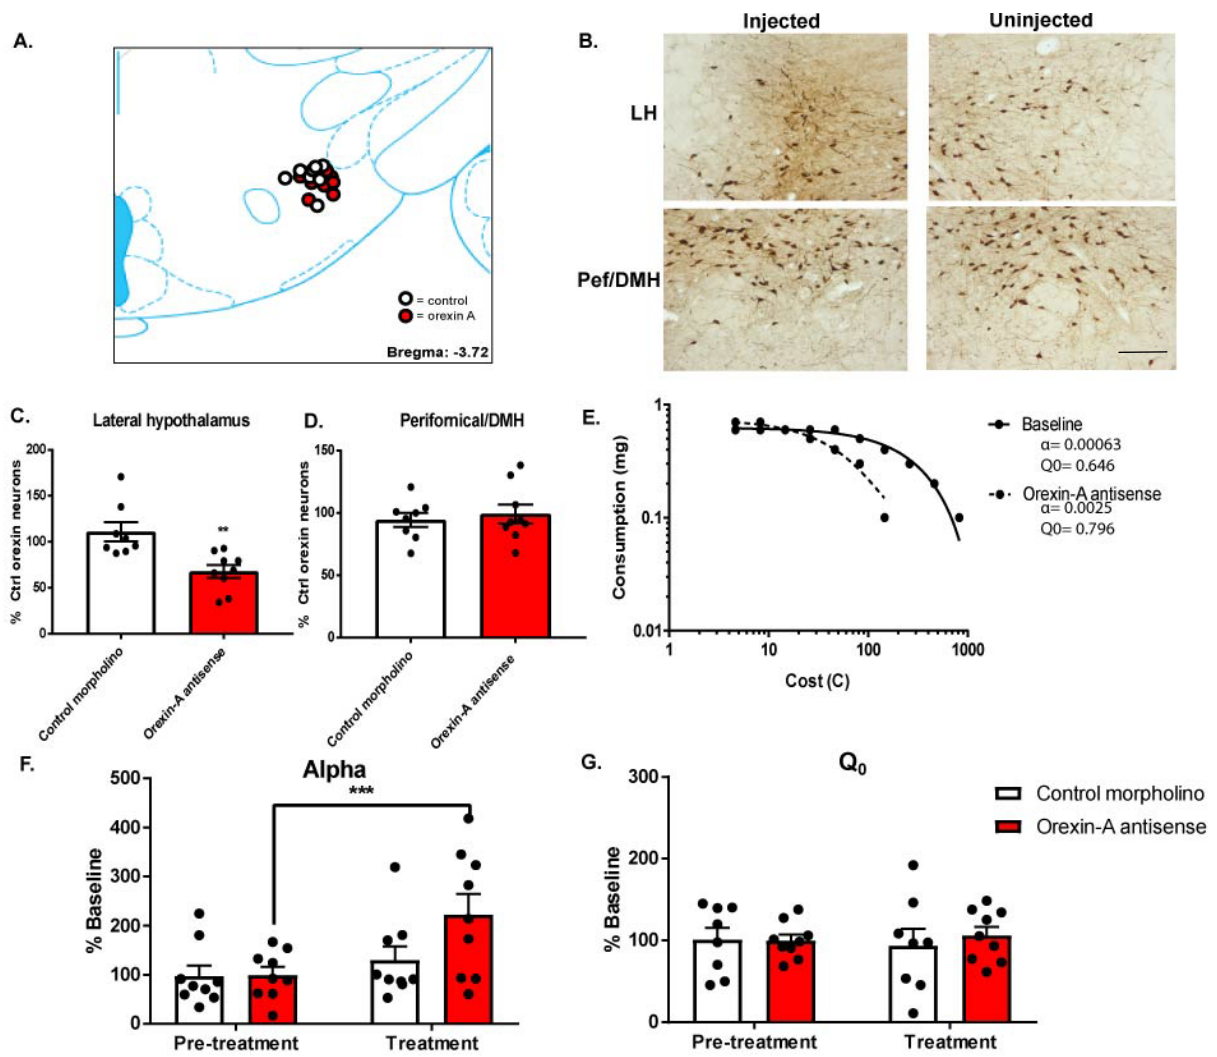 A.
= control
= orexin A
Bregma: -3.72
B.
Injected
Uninjected
LH
Pef/DMH
C.
Lateral hypothalamus
% Ctrl orexin neurons
200
150
100
50
0
**
Control morpholino
Orexin-A antisense
D.
Perifornical/DMH
% Ctrl orexin neurons
150
100
50
0
Control morpholino
Orexin-A antisense
E.
Consumption (mg)
1
0.1
0.01
1
10
100
1000
Cost (C)
Baseline
α= 0.00063
Q0= 0.646
Orexin-A antisense
α= 0.0025
Q0= 0.796
F.
Alpha
% Baseline
500
400
300
200
100
0
***
Pre-treatment
Treatment
G.
Q0
% Baseline
300
200
100
0
Pre-treatment
Treatment
Control morpholino
Orexin-A antisense